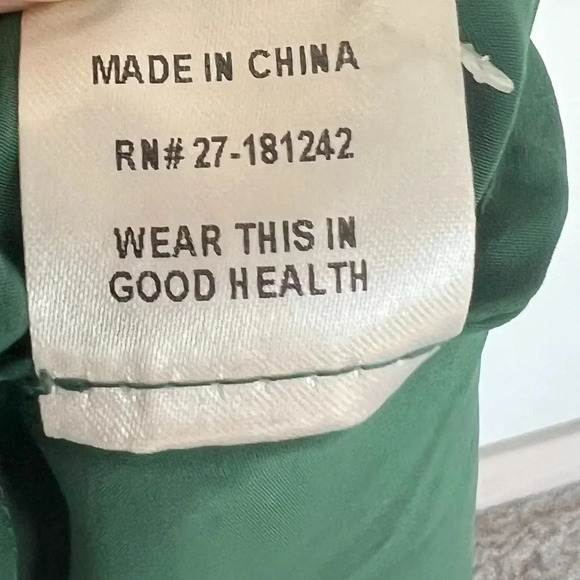 MADE IN CHINA
RN# 27-181242
WEAR THIS IN
GOOD HEALTH